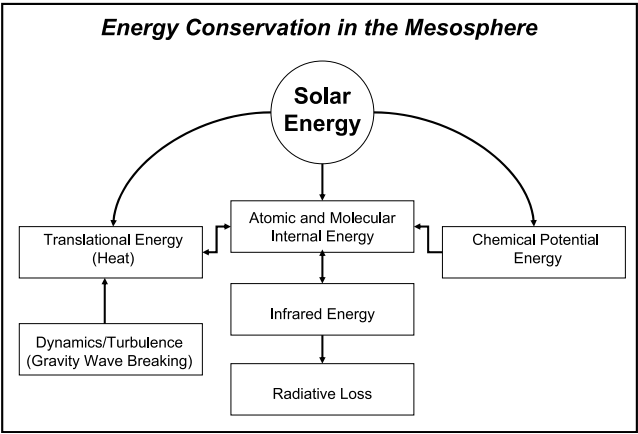 Energy Conservation in the Mesosphere
Solar
Energy
Atomic and Molecular
Internal Energy
Translational Energy
(Heat)
Chemical Potential
Energy
Infrared Energy
Dynamics/Turbulence
(Gravity Wave Breaking)
Radiative Loss